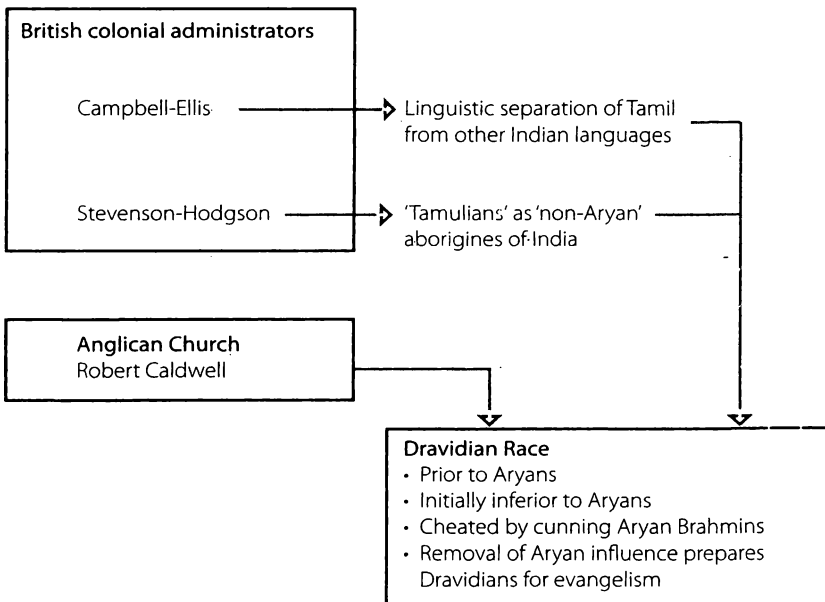 British colonial administrators
Campbell-Ellis
Linguistic separation of Tamil
from other Indian languages
Stevenson-Hodgson
'Tamulians' as 'non-Aryan'
aborigines of India
Anglican Church
Robert Caldwell
Dravidian Race
• Prior to Aryans
• Initially inferior to Aryans
• Cheated by cunning Aryan Brahmins
• Removal of Aryan influence prepares
Dravidians for evangelism